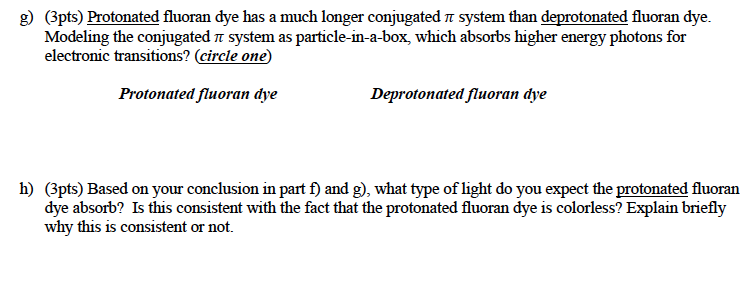 g) (3pts) Protonated fluoran dye has a much longer conjugated π system than deprotonated fluoran dye.
Modeling the conjugated π system as particle-in-a-box, which absorbs higher energy photons for
electronic transitions? (circle one)
Protonated fluoran dye Deprotonated fluoran dye
h) (3pts) Based on your conclusion in part f) and g), what type of light do you expect the protonated fluoran
dye absorb? Is this consistent with the fact that the protonated fluoran dye is colorless? Explain briefly
why this is consistent or not.